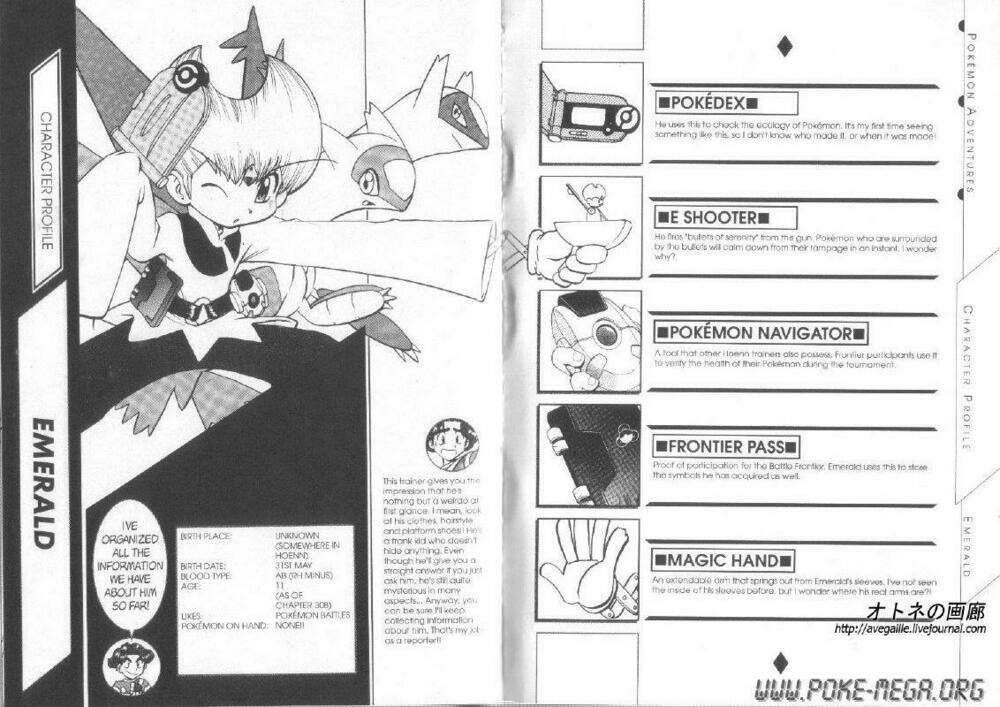 CHARACTER PROFILE
EMERALD
I'VE
ORGANIZED
ALL THE
INFORMATION
WE HAVE
ABOUT HIM
SO FAR!
BIRTH PLACE: UNKNOWN
(SOMEWHERE IN
HOENN)
BIRTH DATE: 31ST MAY
BLOOD TYPE: AB (RH MINUS)
AGE: 11
(AS OF
CHAPTER 308)
LIKES: POKÉMON BATTLES
POKÉMON ON HAND: NONE!!
This trainer gives you the
impression that he's
nothing but a weirdo at
first glance. I mean, look
at his clothes, hairstyle
and platform shoes!! He's
a frank kid who doesn't
hide anything. Even
though he'll give you a
straight answer if you just
ask him, he's still quite
mysterious in many
aspects... Anyway, you
can be sure I'll keep
collecting information
about him. That's my job
as a reporter!!
■POKÉDEX■
He uses this to check the ecology of Pokémon. It's my first time seeing
something like this, so I don't know who made it, or when it was made!
■E SHOOTER■
He fires "bullets of serenity" from the gun. Pokémon who are surrounded
by the bullets will calm down from their rampage in an instant. I wonder
why?
■POKÉMON NAVIGATOR■
A tool that other Hoenn trainers also possess. Frontier participants use it
to verify the health of their Pokémon during the tournament.
■FRONTIER PASS■
Proof of participation for the Battle Frontier. Emerald uses this to store
the symbols he has acquired as well.
■MAGIC HAND■
An extendable arm that springs out from Emerald's sleeves. I've not seen
the inside of his sleeves before, but I wonder where his real arms are?!
POKÉMON ADVENTURES
CHARACTER PROFILE
EMERALD
オトネの画廊
http://avegaille.livejournal.com
WWW.POKE-MEGA.ORG